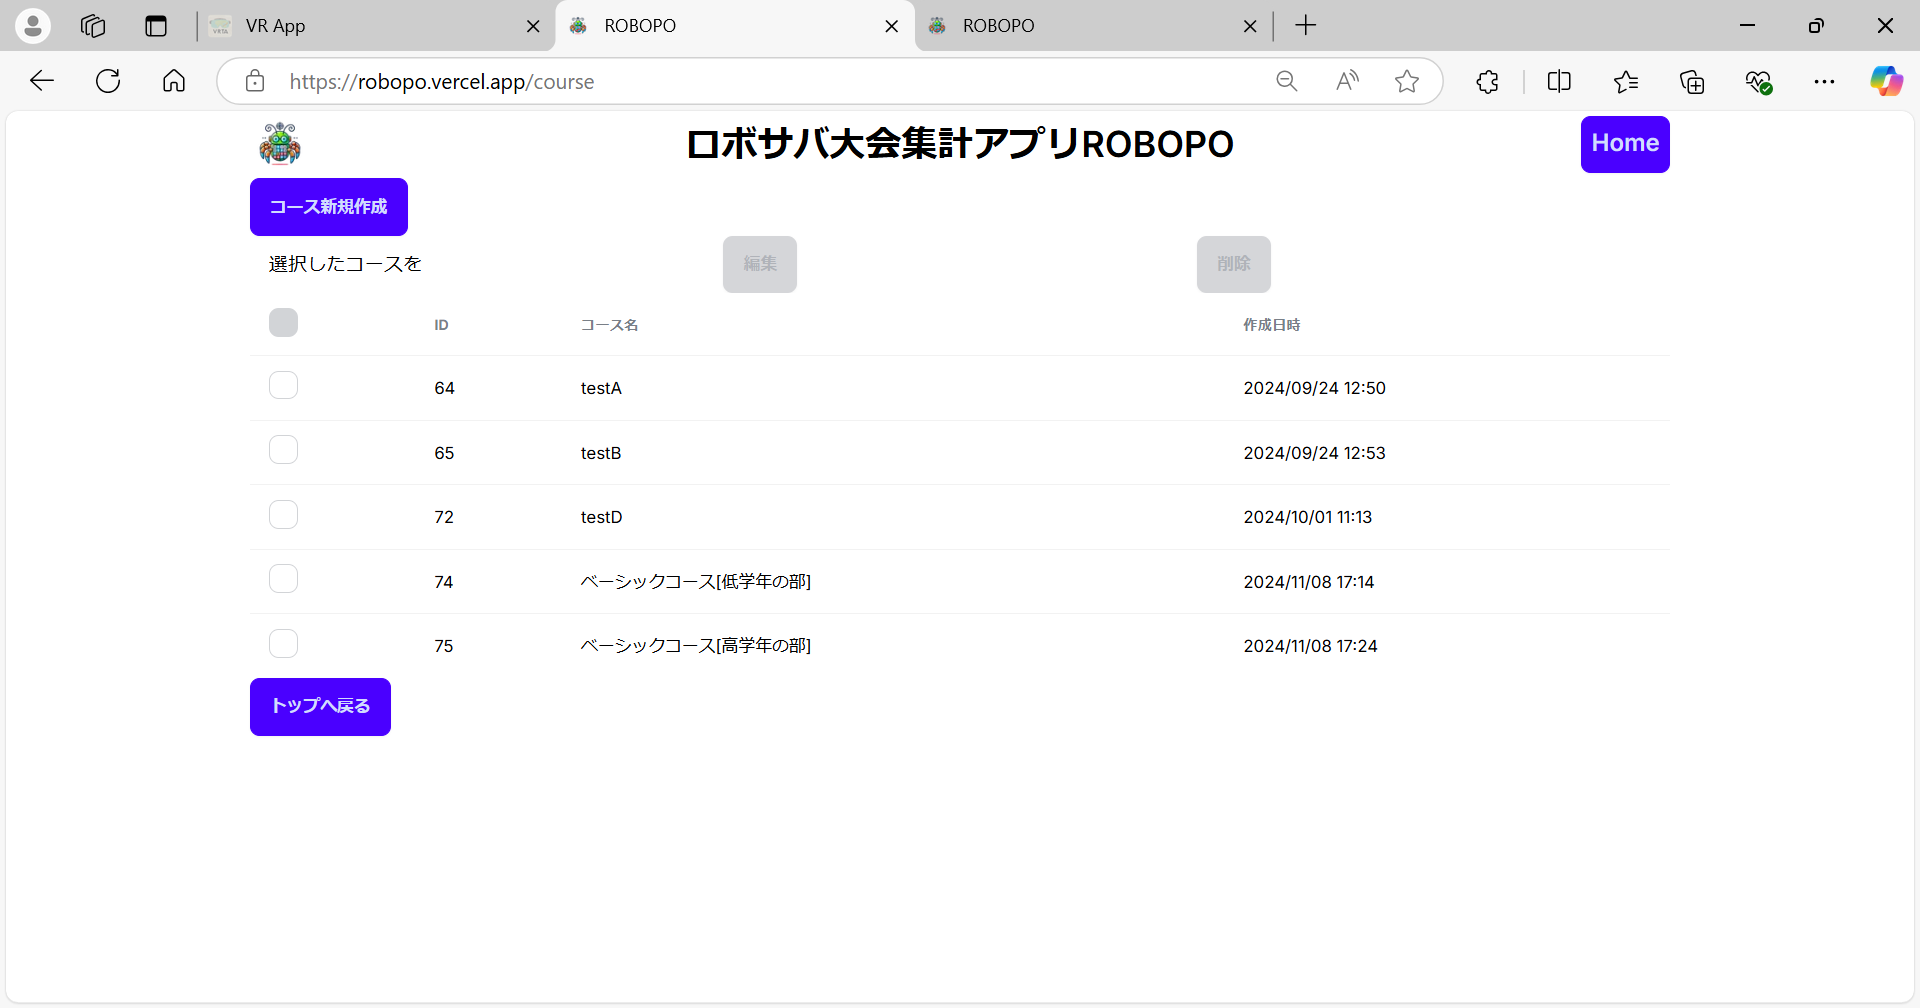 VR App
ROBOPO
ROBOPO
https://robopo.vercel.app/course
ロボサバ大会集計アプリROBOPO
Home
コース新規作成
選択したコースを
編集
削除
ID コース名 作成日時
64 testA 2024/09/24 12:50
65 testB 2024/09/24 12:53
72 testD 2024/10/01 11:13
74 ベーシックコース[低学年の部] 2024/11/08 17:14
75 ベーシックコース[高学年の部] 2024/11/08 17:24
トップへ戻る